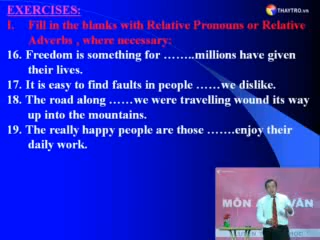 THAYTRO.VN
EXERCISES:
I. Fill in the blanks with Relative Pronouns or Relative
Adverbs , where necessary:
16. Freedom is something for ……..millions have given
their lives.
17. It is easy to find faults in people ……we dislike.
18. The road along ……we were travelling wound its way
up into the mountains.
19. The really happy people are those …….enjoy their
daily work.
MÔN VĂN